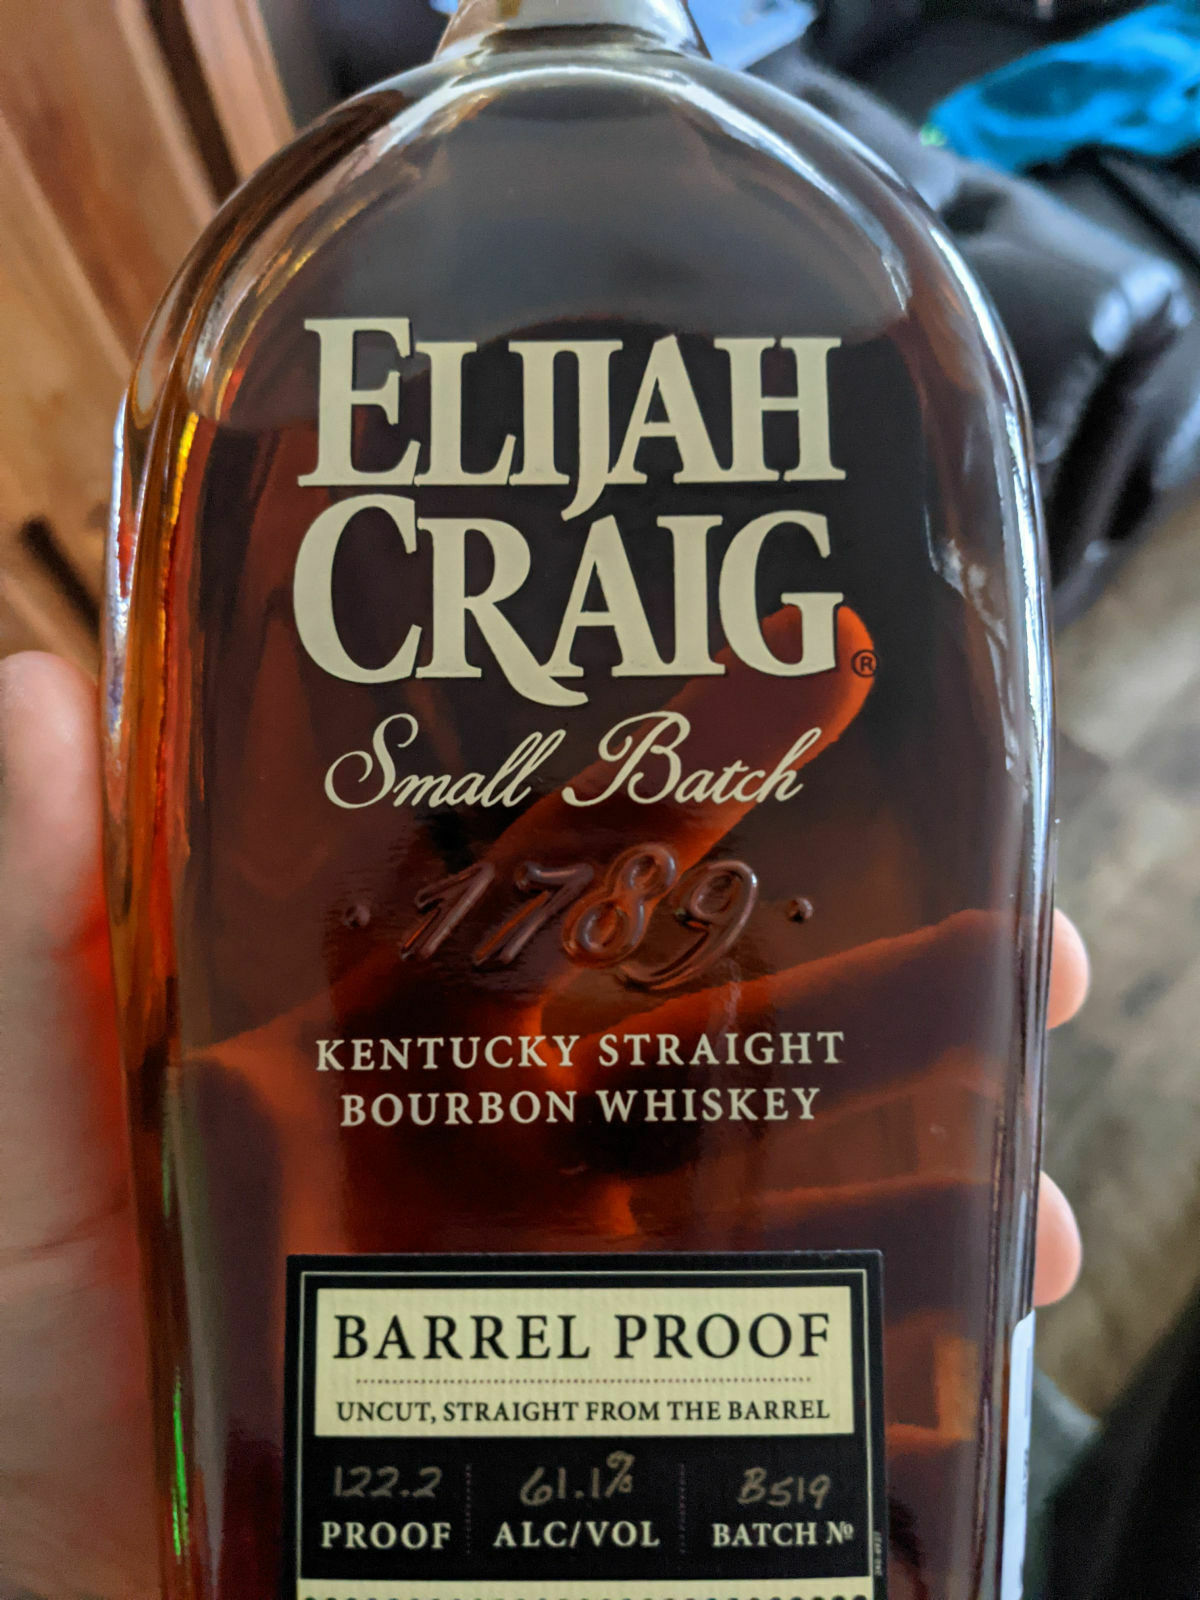 ELIJAH
CRAIG®
Small Batch
· 1789 ·
KENTUCKY STRAIGHT
BOURBON WHISKEY
BARREL PROOF
UNCUT, STRAIGHT FROM THE BARREL
122.2 61.1% B519
PROOF ALC/VOL BATCH №